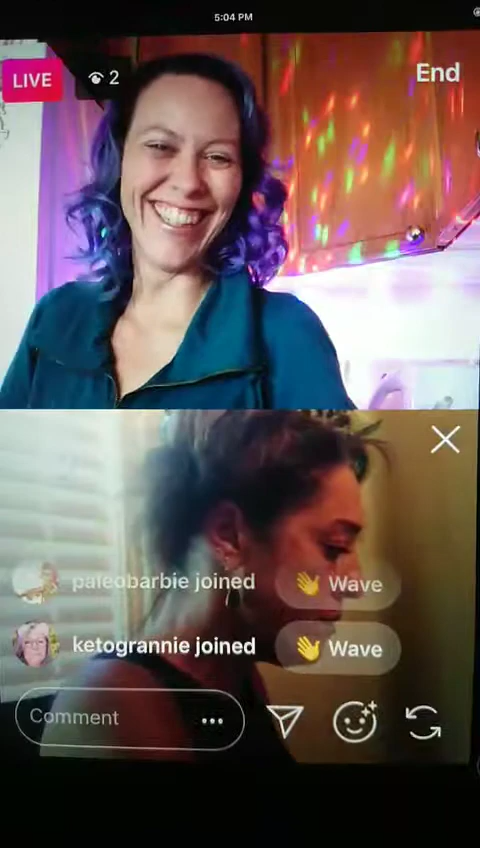 5:04 PM
LIVE
2
End
paleobarbie joined
Wave
ketogrannie joined
Wave
Comment